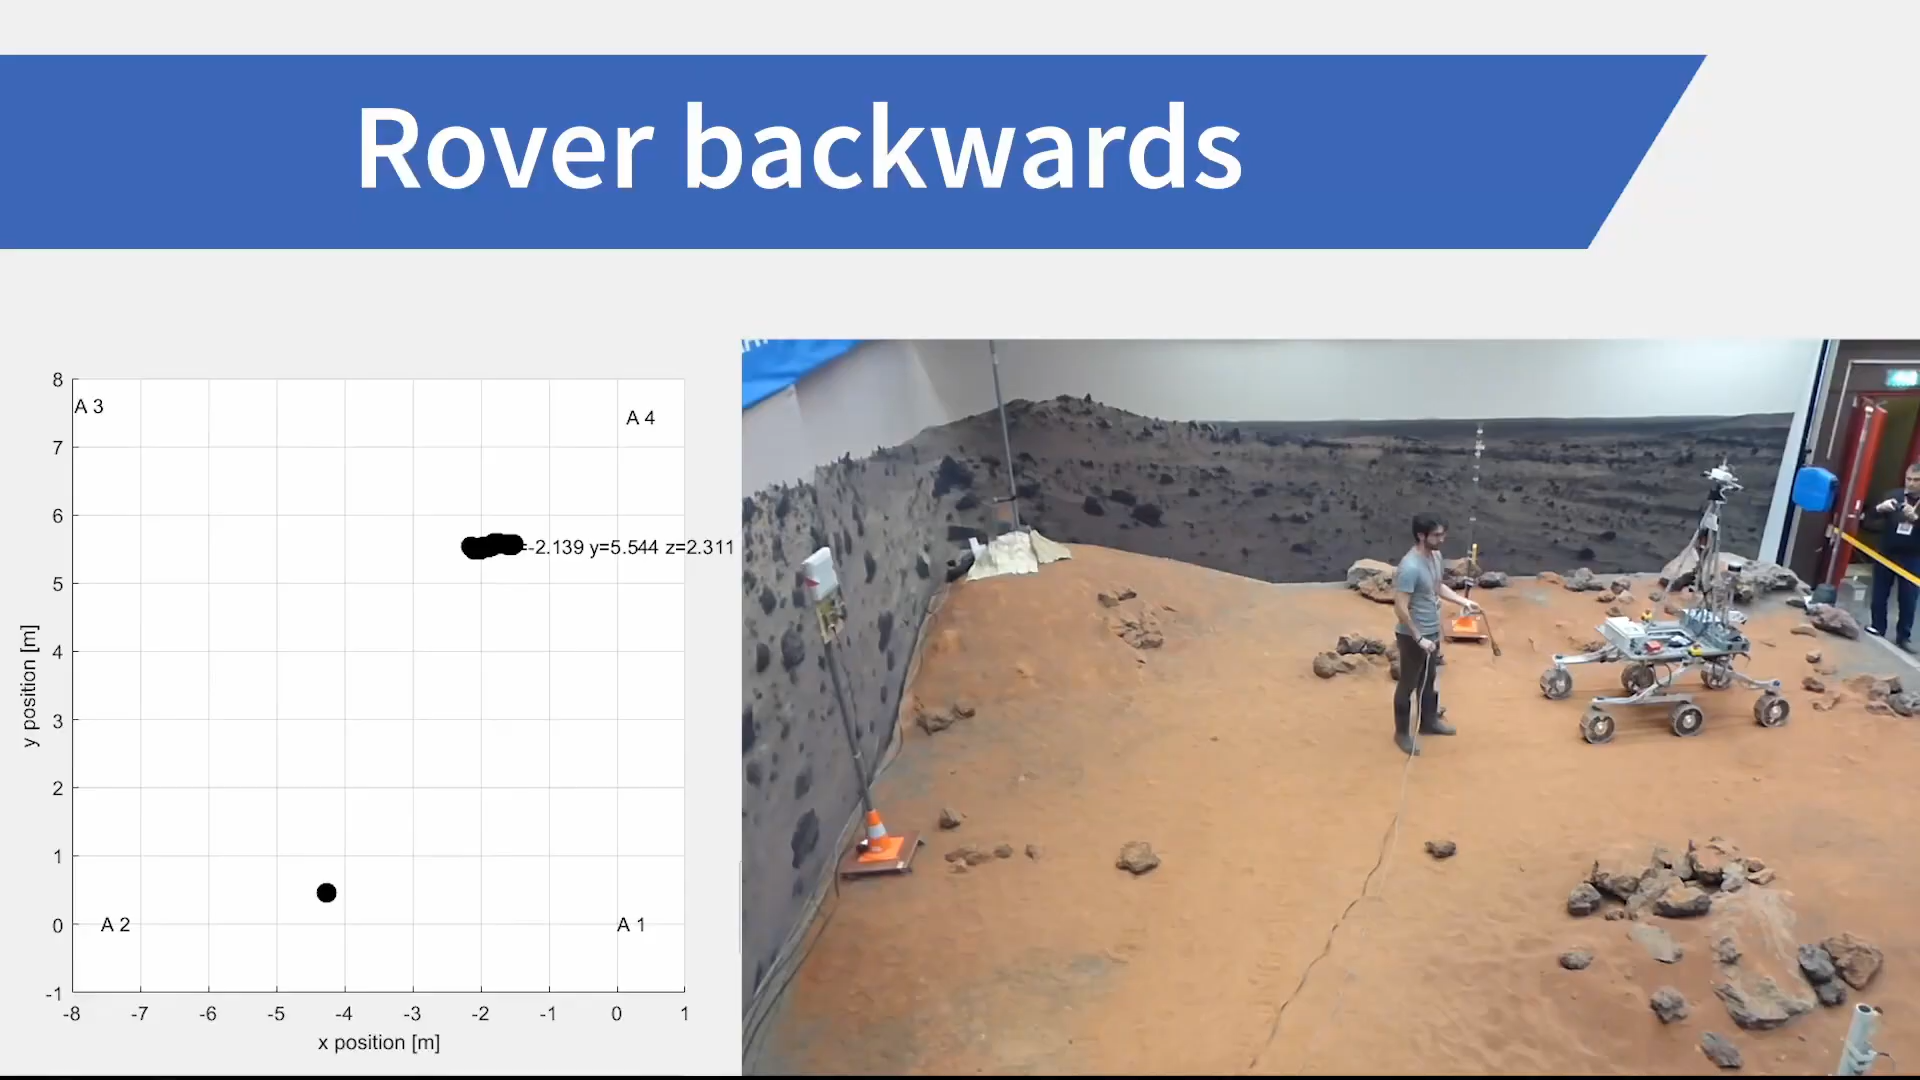 Rover backwards
8
A 3
A 4
7
6
=-2.139 y=5.544 z=2.311
5
4
3
2
1
0
A 2
A 1
-1
-8 -7 -6 -5 -4 -3 -2 -1 0 1
x position [m]
y position [m]